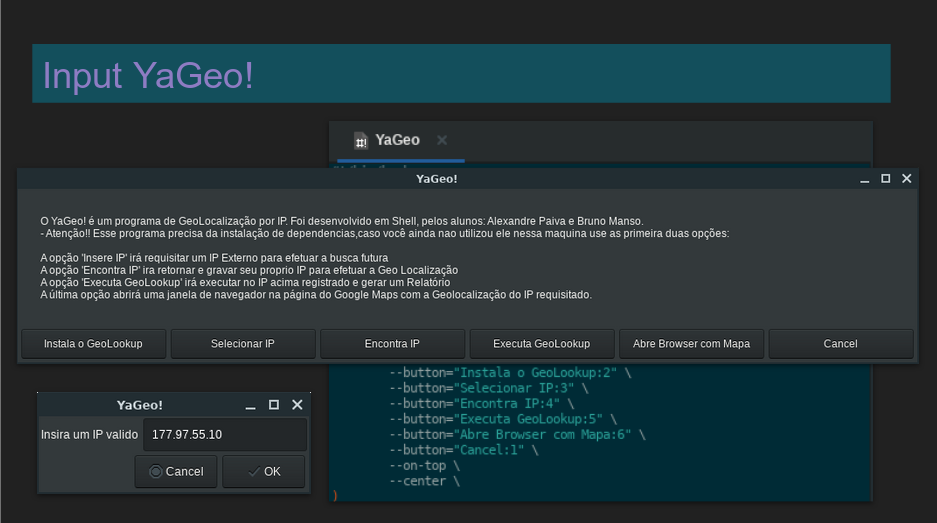 Input YaGeo!
YaGeo
YaGeo!
O YaGeo! é um programa de GeoLocalização por IP. Foi desenvolvido em Shell, pelos alunos: Alexandre Paiva e Bruno Manso.
- Atenção!! Esse programa precisa da instalação de dependencias,caso você ainda nao utilizou ele nessa maquina use as primeira duas opções:
A opção 'Insere IP' irá requisitar um IP Externo para efetuar a busca futura
A opção 'Encontra IP' ira retornar e gravar seu proprio IP para efetuar a Geo Localização
A opção 'Executa GeoLookup' irá executar no IP acima registrado e gerar um Relatório
A última opção abrirá uma janela de navegador na página do Google Maps com a Geolocalização do IP requisitado.
Instala o GeoLookup Selecionar IP Encontra IP Executa GeoLookup Abre Browser com Mapa Cancel
--button="Instala o GeoLookup:2" \
--button="Selecionar IP:3" \
--button="Encontra IP:4" \
--button="Executa GeoLookup:5" \
--button="Abre Browser com Mapa:6" \
--button="Cancel:1" \
--on-top \
--center \
)
YaGeo!
Insira um IP valido 177.97.55.10
Cancel OK